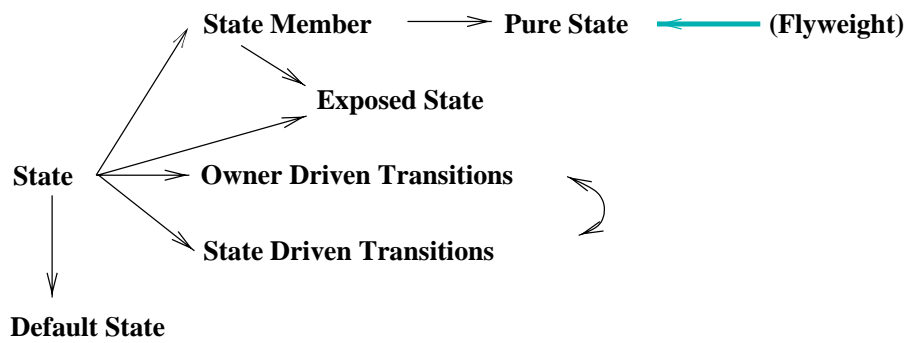 State Member
Pure State
(Flyweight)
Exposed State
State
Owner Driven Transitions
State Driven Transitions
Default State